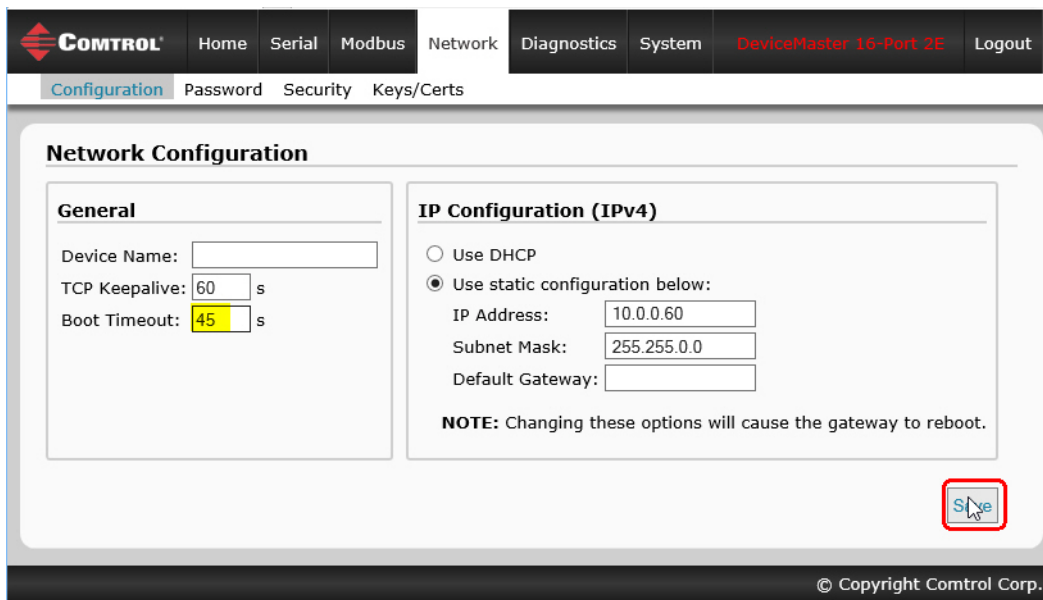 COMTROL Home Serial Modbus Network Diagnostics System DeviceMaster 16-Port 2E Logout
Configuration Password Security Keys/Certs
Network Configuration
General
Device Name:
TCP Keepalive: 60 s
Boot Timeout: 45 s
IP Configuration (IPv4)
Use DHCP
Use static configuration below:
IP Address: 10.0.0.60
Subnet Mask: 255.255.0.0
Default Gateway:
NOTE: Changing these options will cause the gateway to reboot.
Save
© Copyright Comtrol Corp.